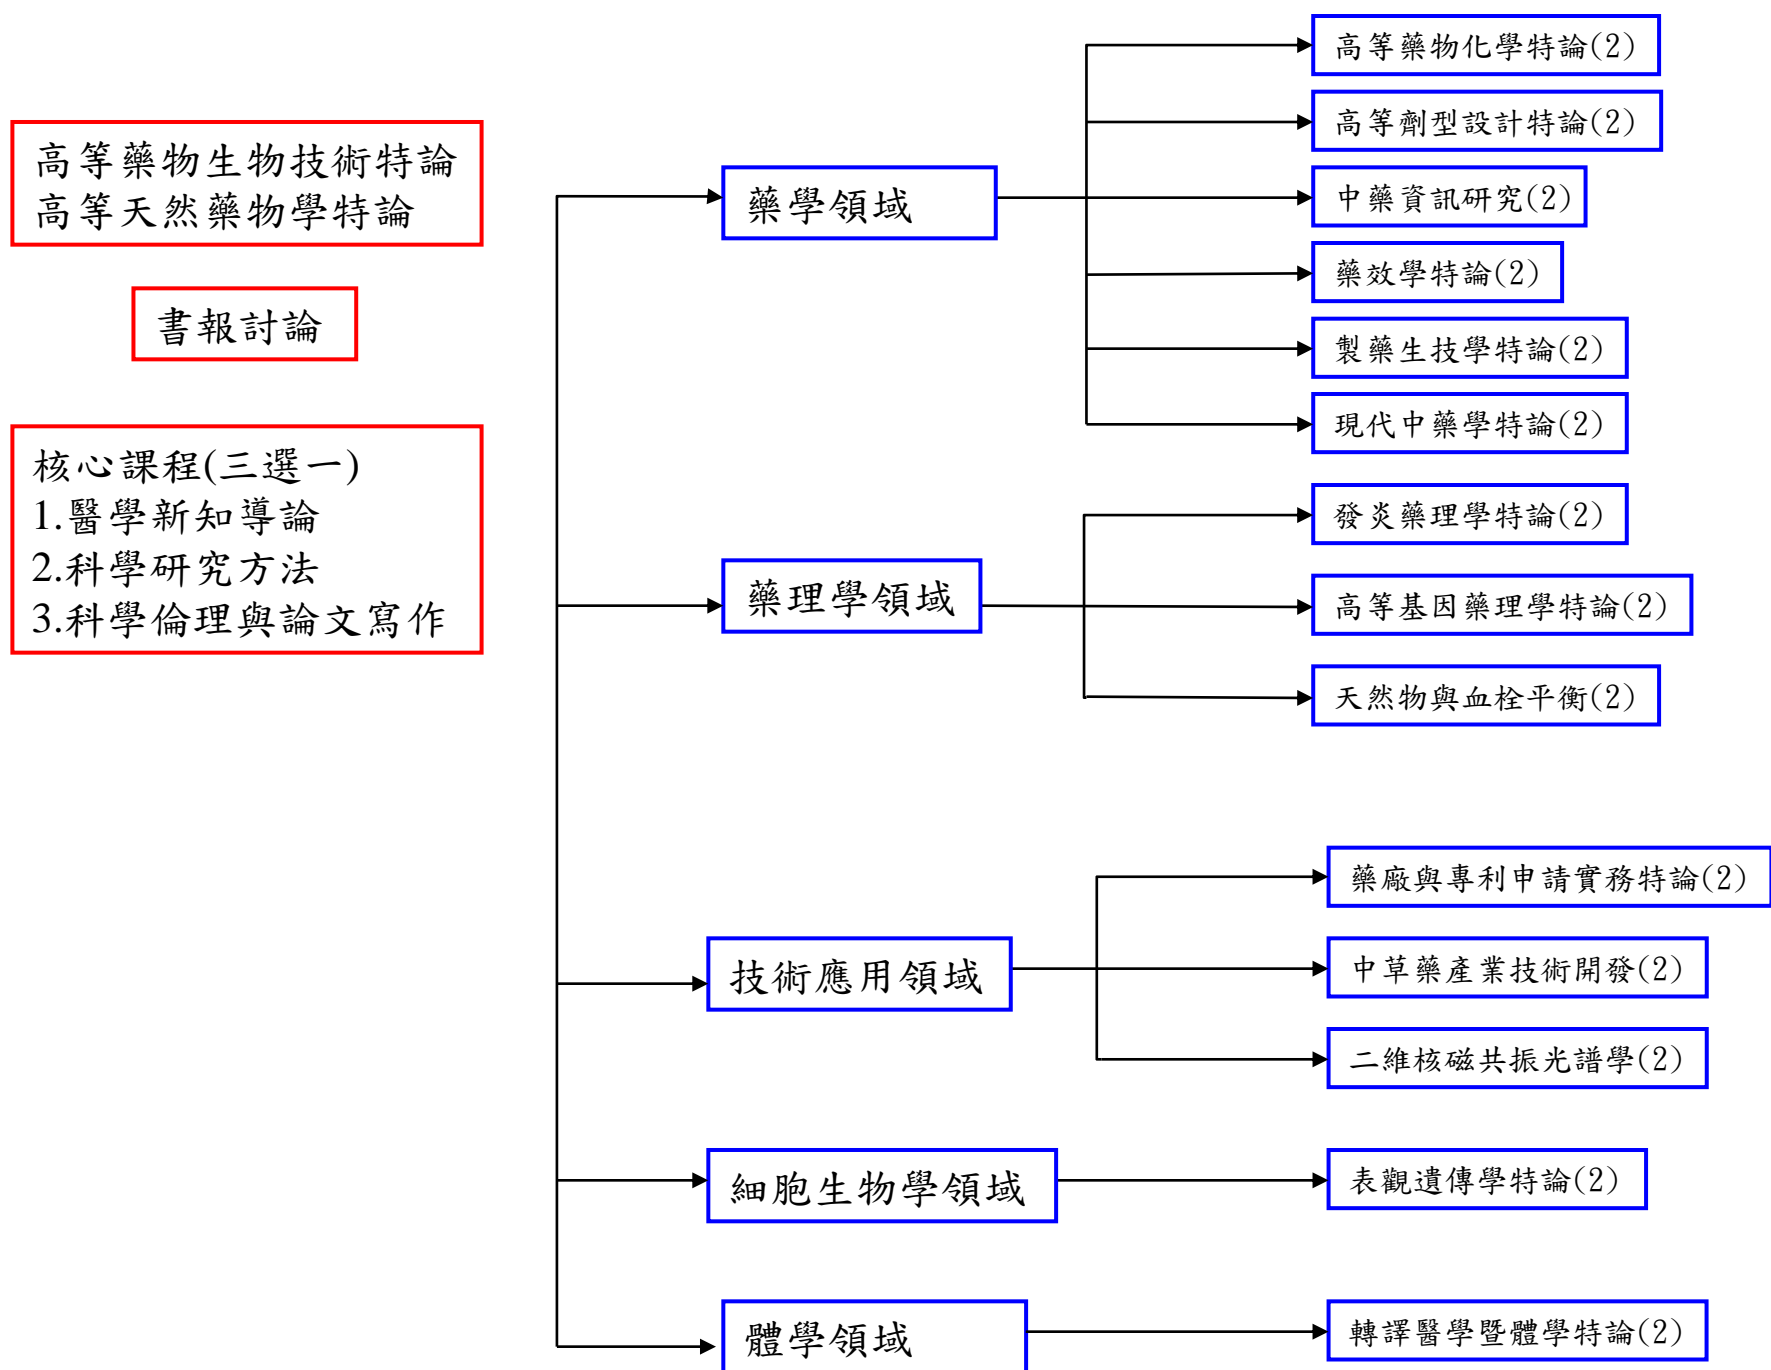 高等藥物生物技術特論
高等天然藥物學特論
書報討論
核心課程(三選一)
1.醫學新知導論
2.科學研究方法
3.科學倫理與論文寫作
藥學領域
高等藥物化學特論(2)
高等劑型設計特論(2)
中藥資訊研究(2)
藥效學特論(2)
製藥生技學特論(2)
現代中藥學特論(2)
藥理學領域
發炎藥理學特論(2)
高等基因藥理學特論(2)
天然物與血栓平衡(2)
技術應用領域
藥廠與專利申請實務特論(2)
中草藥產業技術開發(2)
二維核磁共振光譜學(2)
細胞生物學領域
表觀遺傳學特論(2)
體學領域
轉譯醫學暨體學特論(2)